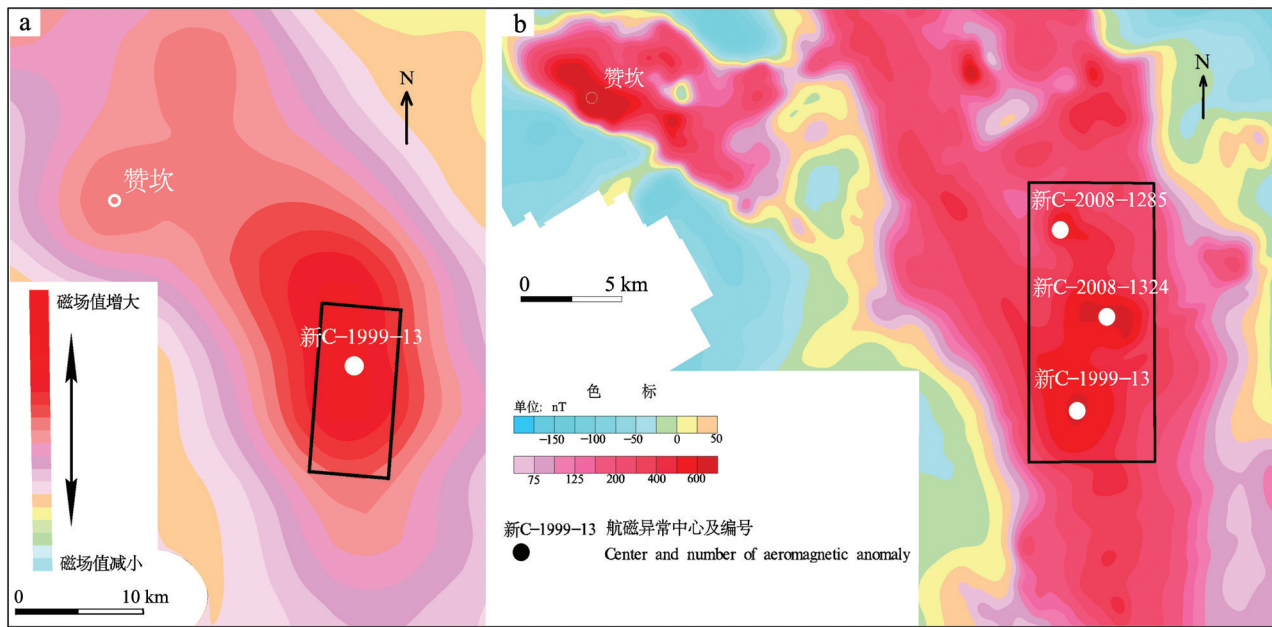 a
N
赞坎
新C-1999-13
磁场值增大
磁场值减小
0 10 km
b
赞坎
N
新C-2008-1285
新C-2008-1324
新C-1999-13
0 5 km
色 标
单位: nT
-150 -100 -50 0 50
75 125 200 400 600
新C-1999-13 航磁异常中心及编号
Center and number of aeromagnetic anomaly